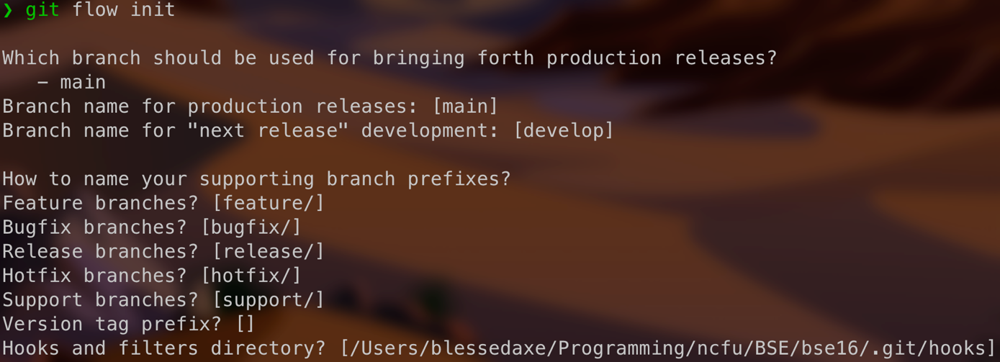 ❯ git flow init
Which branch should be used for bringing forth production releases?
- main
Branch name for production releases: [main]
Branch name for "next release" development: [develop]
How to name your supporting branch prefixes?
Feature branches? [feature/]
Bugfix branches? [bugfix/]
Release branches? [release/]
Hotfix branches? [hotfix/]
Support branches? [support/]
Version tag prefix? []
Hooks and filters directory? [/Users/blessedaxe/Programming/ncfu/BSE/bse16/.git/hooks]